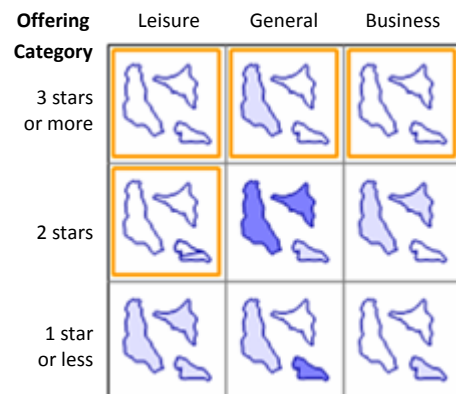 Offering Leisure General Business
Category
3 stars
or more
2 stars
1 star
or less